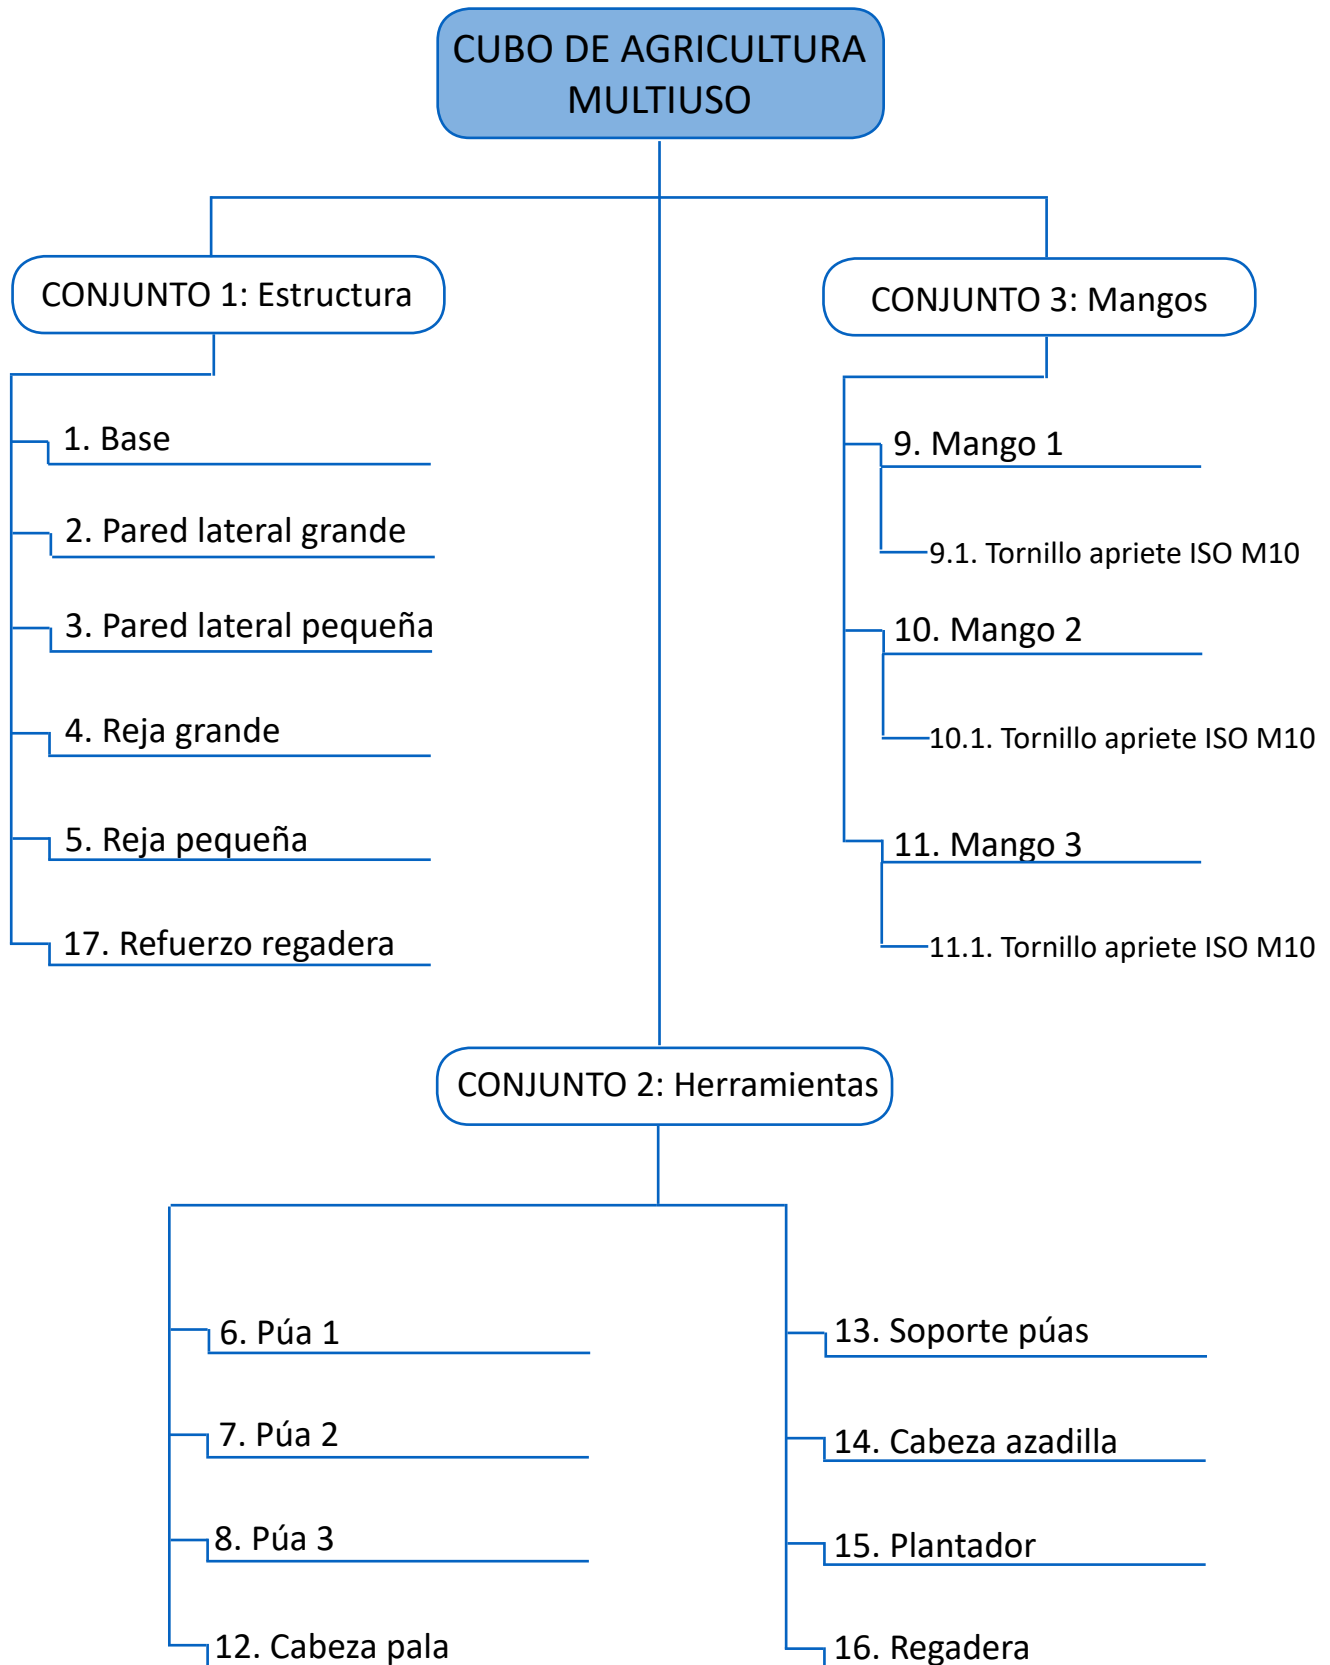 CUBO DE AGRICULTURA
MULTIUSO
CONJUNTO 1: Estructura
1. Base
2. Pared lateral grande
3. Pared lateral pequeña
4. Reja grande
5. Reja pequeña
17. Refuerzo regadera
CONJUNTO 3: Mangos
9. Mango 1
9.1. Tornillo apriete ISO M10
10. Mango 2
10.1. Tornillo apriete ISO M10
11. Mango 3
11.1. Tornillo apriete ISO M10
CONJUNTO 2: Herramientas
6. Púa 1
7. Púa 2
8. Púa 3
12. Cabeza pala
13. Soporte púas
14. Cabeza azadilla
15. Plantador
16. Regadera